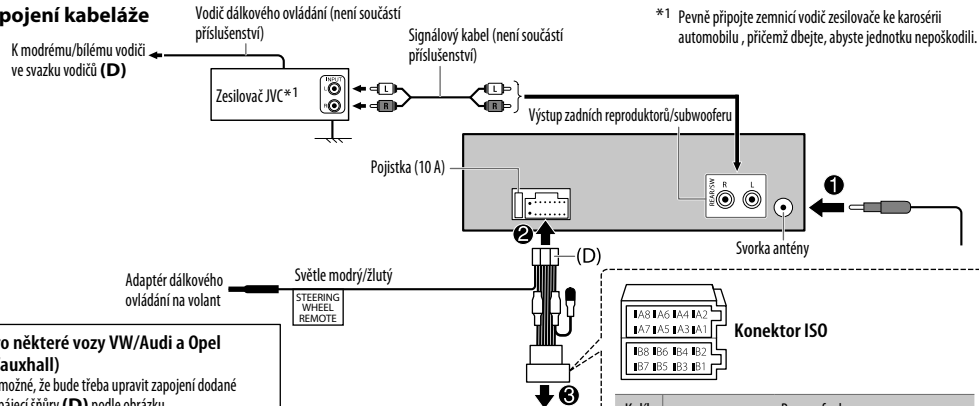 pojení kabeláže
Vodič dálkového ovládání (není součástí
příslušenství)
K modrému/bílému vodiči
ve svazku vodičů (D)
Signálový kabel (není součástí
příslušenství)
*1 Pevně připojte zemnicí vodič zesilovače ke karosérii
automobilu , přičemž dbejte, abyste jednotku nepoškodili.
Zesilovač JVC*1
INPUT
L
R
L
R
L
R
Výstup zadních reproduktorů/subwooferu
Pojistka (10 A)
REAR/SW
R L
1
Svorka antény
2
(D)
Adaptér dálkového
ovládání na volant
Světle modrý/žlutý
STEERING
WHEEL
REMOTE
A8 A6 A4 A2
A7 A5 A3 A1
B8 B6 B4 B2
B7 B5 B3 B1
Konektor ISO
3
o některé vozy VW/Audi a Opel
auxhall)
možné, že bude třeba upravit zapojení dodané